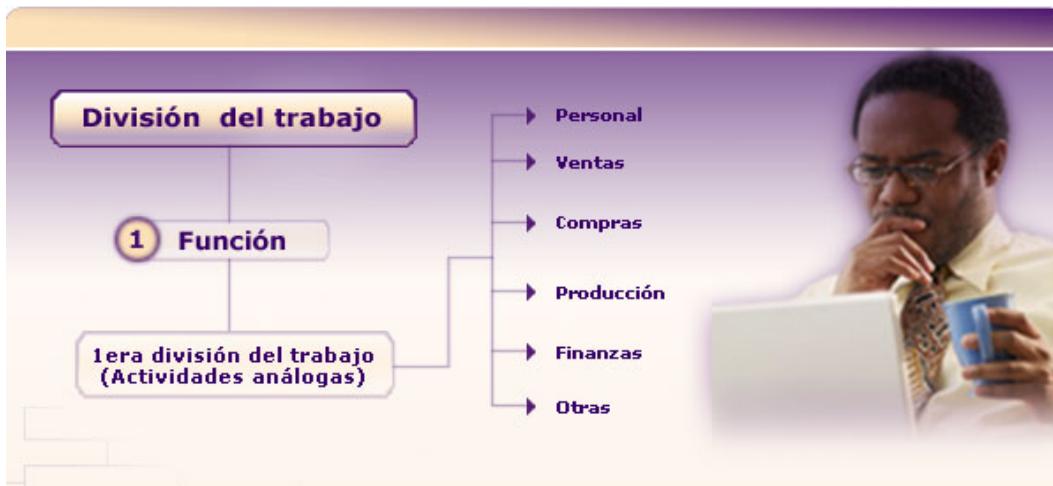 División del trabajo
1 Función
1era división del trabajo
(Actividades análogas)
Personal
Ventas
Compras
Producción
Finanzas
Otras